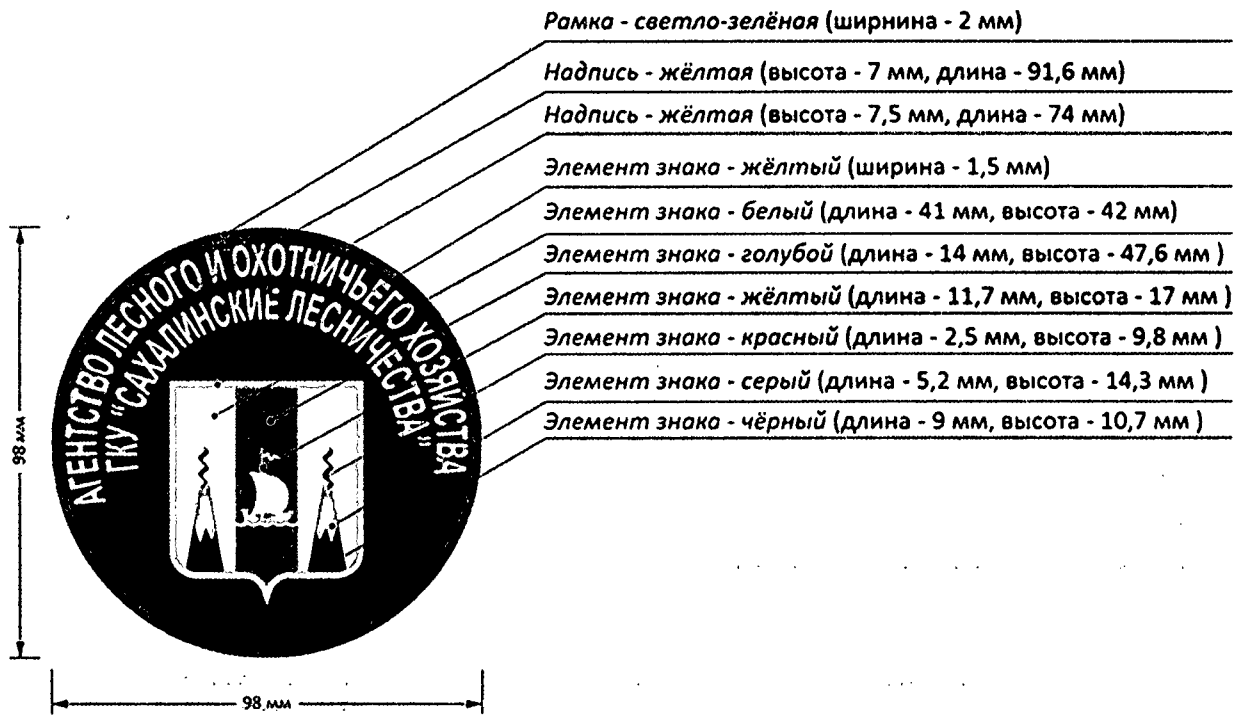 Рамка - светло-зелёная (ширнина - 2 мм)
Надпись - жёлтая (высота - 7 мм, длина - 91,6 мм)
Надпись - жёлтая (высота - 7,5 мм, длина - 74 мм)
Элемент знака - жёлтый (ширина - 1,5 мм)
Элемент знака - белый (длина - 41 мм, высота - 42 мм)
Элемент знака - голубой (длина - 14 мм, высота - 47,6 мм )
Элемент знака - жёлтый (длина - 11,7 мм, высота - 17 мм )
Элемент знака - красный (длина - 2,5 мм, высота - 9,8 мм )
Элемент знака - серый (длина - 5,2 мм, высота - 14,3 мм )
Элемент знака - чёрный (длина - 9 мм, высота - 10,7 мм )
АГЕНТСТВО ЛЕСНОГО И ОХОТНИЧЬЕГО ХОЗЯЙСТВА
ГКУ "САХАЛИНСКИЕ ЛЕСНИЧЕСТВА"
98 мм
98 мм